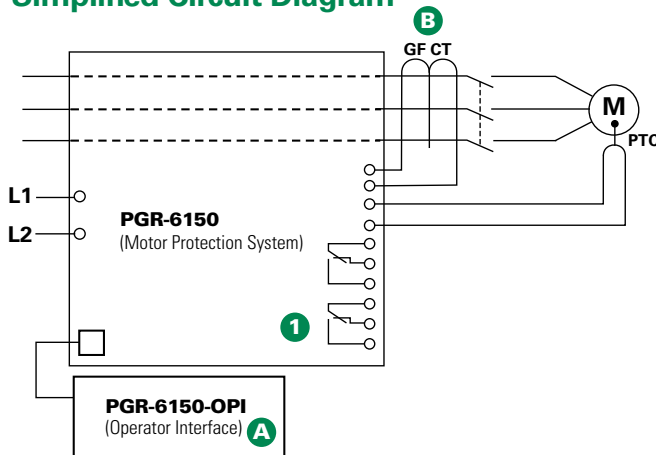 Simplified Circuit Diagram
B
GF CT
M
PTC
L1
L2
PGR-6150
(Motor Protection System)
1
PGR-6150-OPI
(Operator Interface)
A